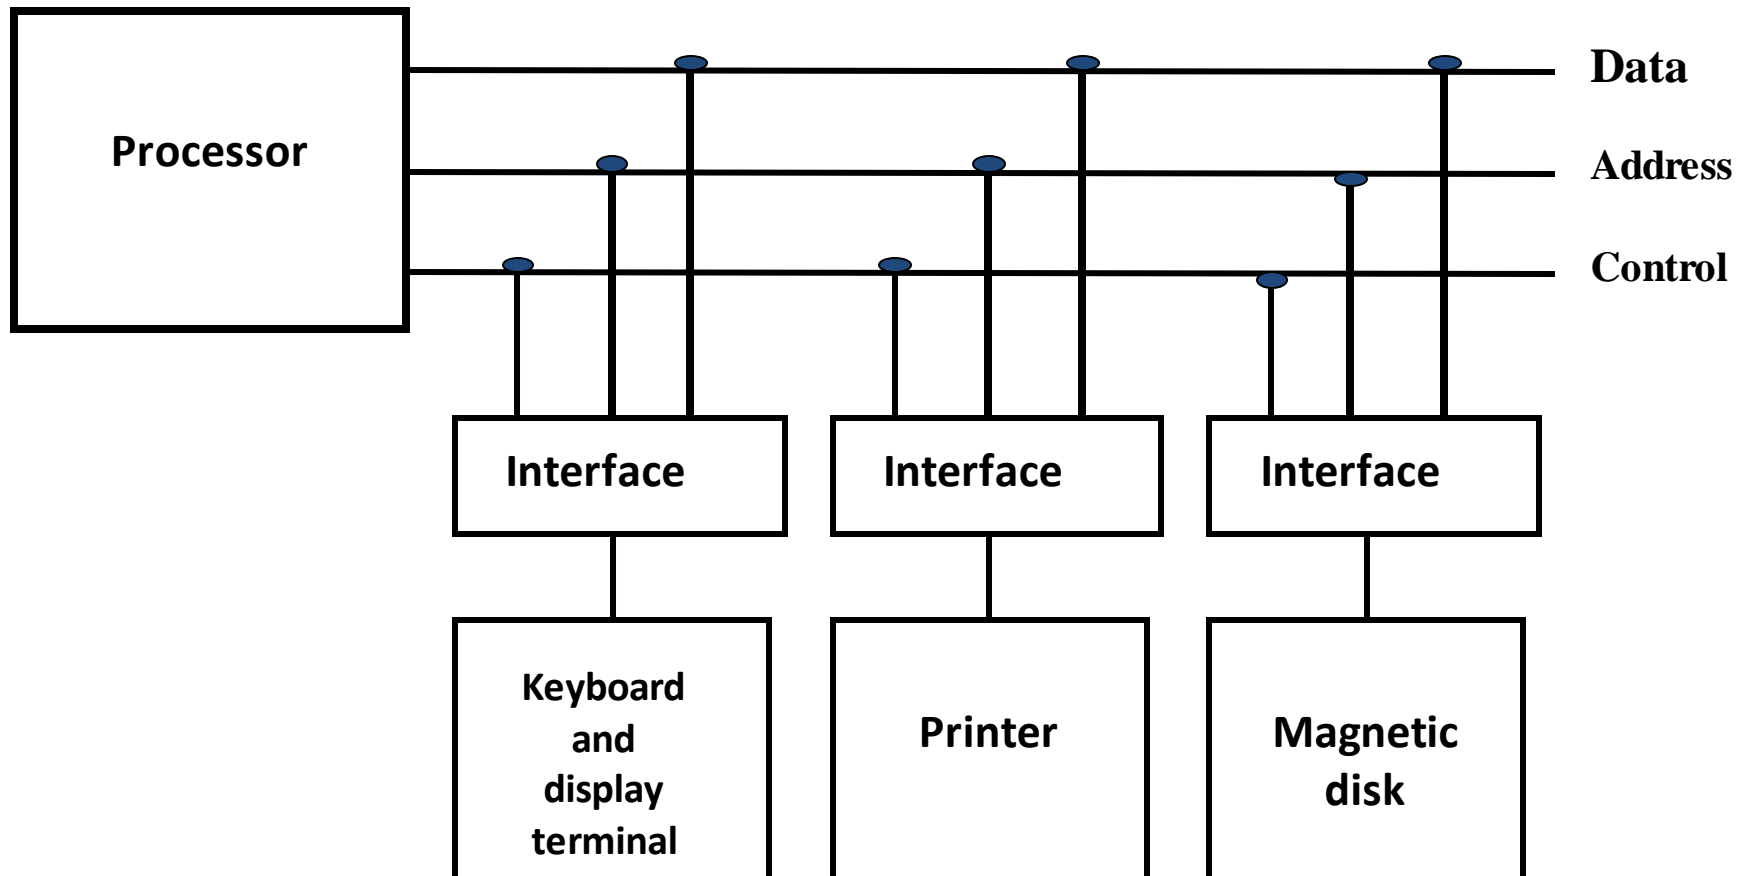 Data
Processor
Address
Control
Interface
Interface
Interface
Keyboard
and
display
terminal
Printer
Magnetic
disk